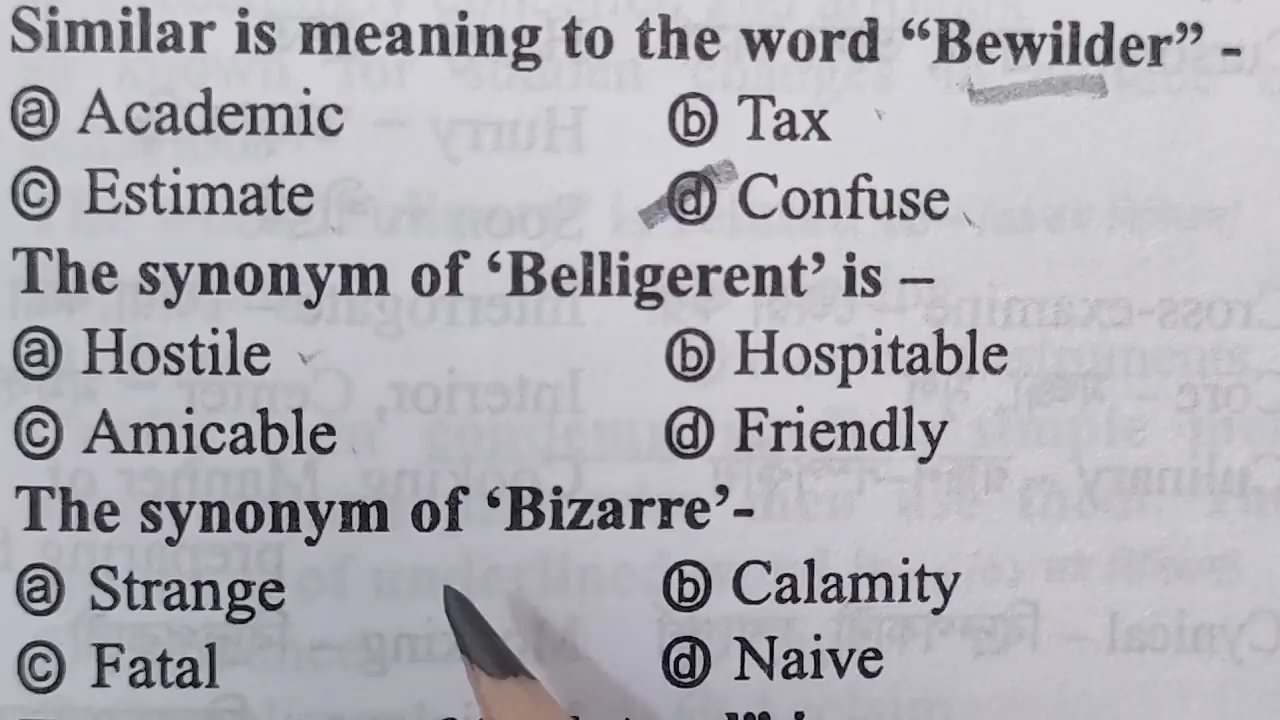 Similar is meaning to the word “Bewilder” -
ⓐ Academic ⓑ Tax
ⓒ Estimate ⓓ Confuse
The synonym of ‘Belligerent’ is –
ⓐ Hostile ⓑ Hospitable
ⓒ Amicable ⓓ Friendly
The synonym of ‘Bizarre’-
ⓐ Strange ⓑ Calamity
ⓒ Fatal ⓓ Naive